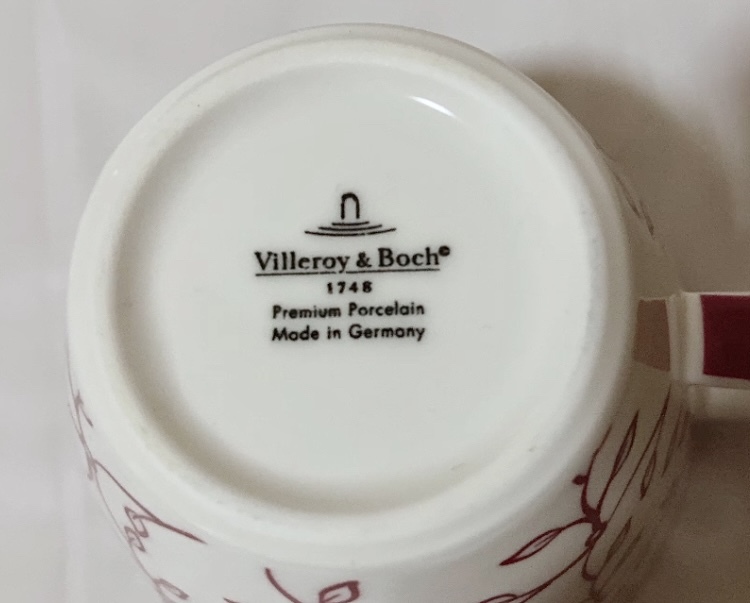 Villeroy & Boch©
1748
Premium Porcelain
Made in Germany